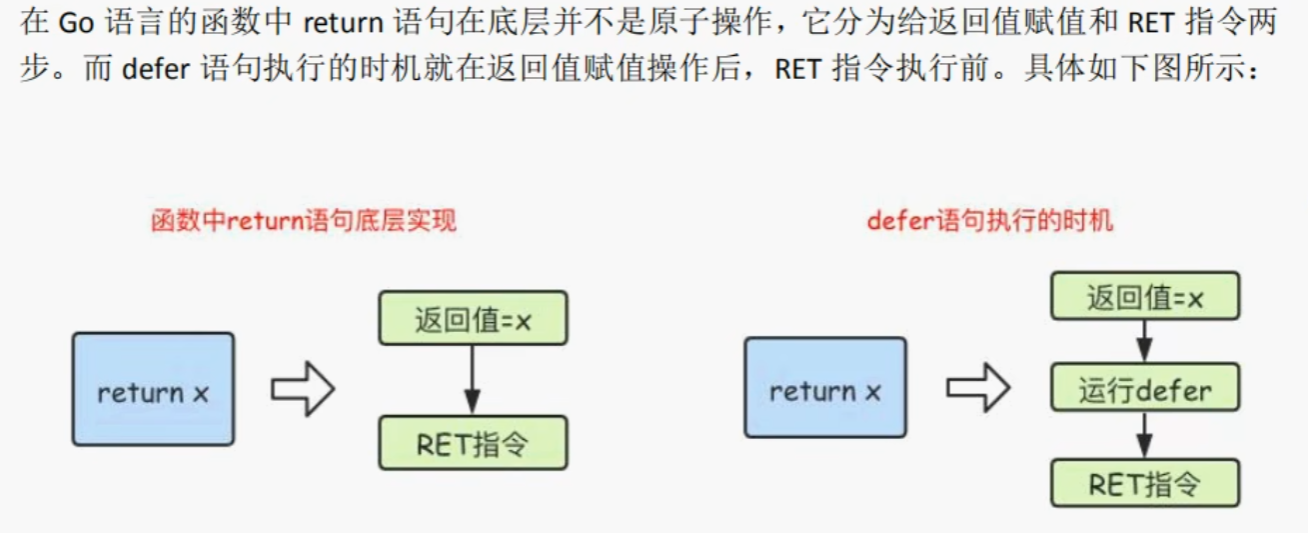 在 Go 语言的函数中 return 语句在底层并不是原子操作，它分为给返回值赋值和 RET 指令两
步。而 defer 语句执行的时机就在返回值赋值操作后，RET 指令执行前。具体如下图所示：
函数中return语句底层实现
return x
返回值=x
RET指令
defer语句执行的时机
return x
返回值=x
运行defer
RET指令